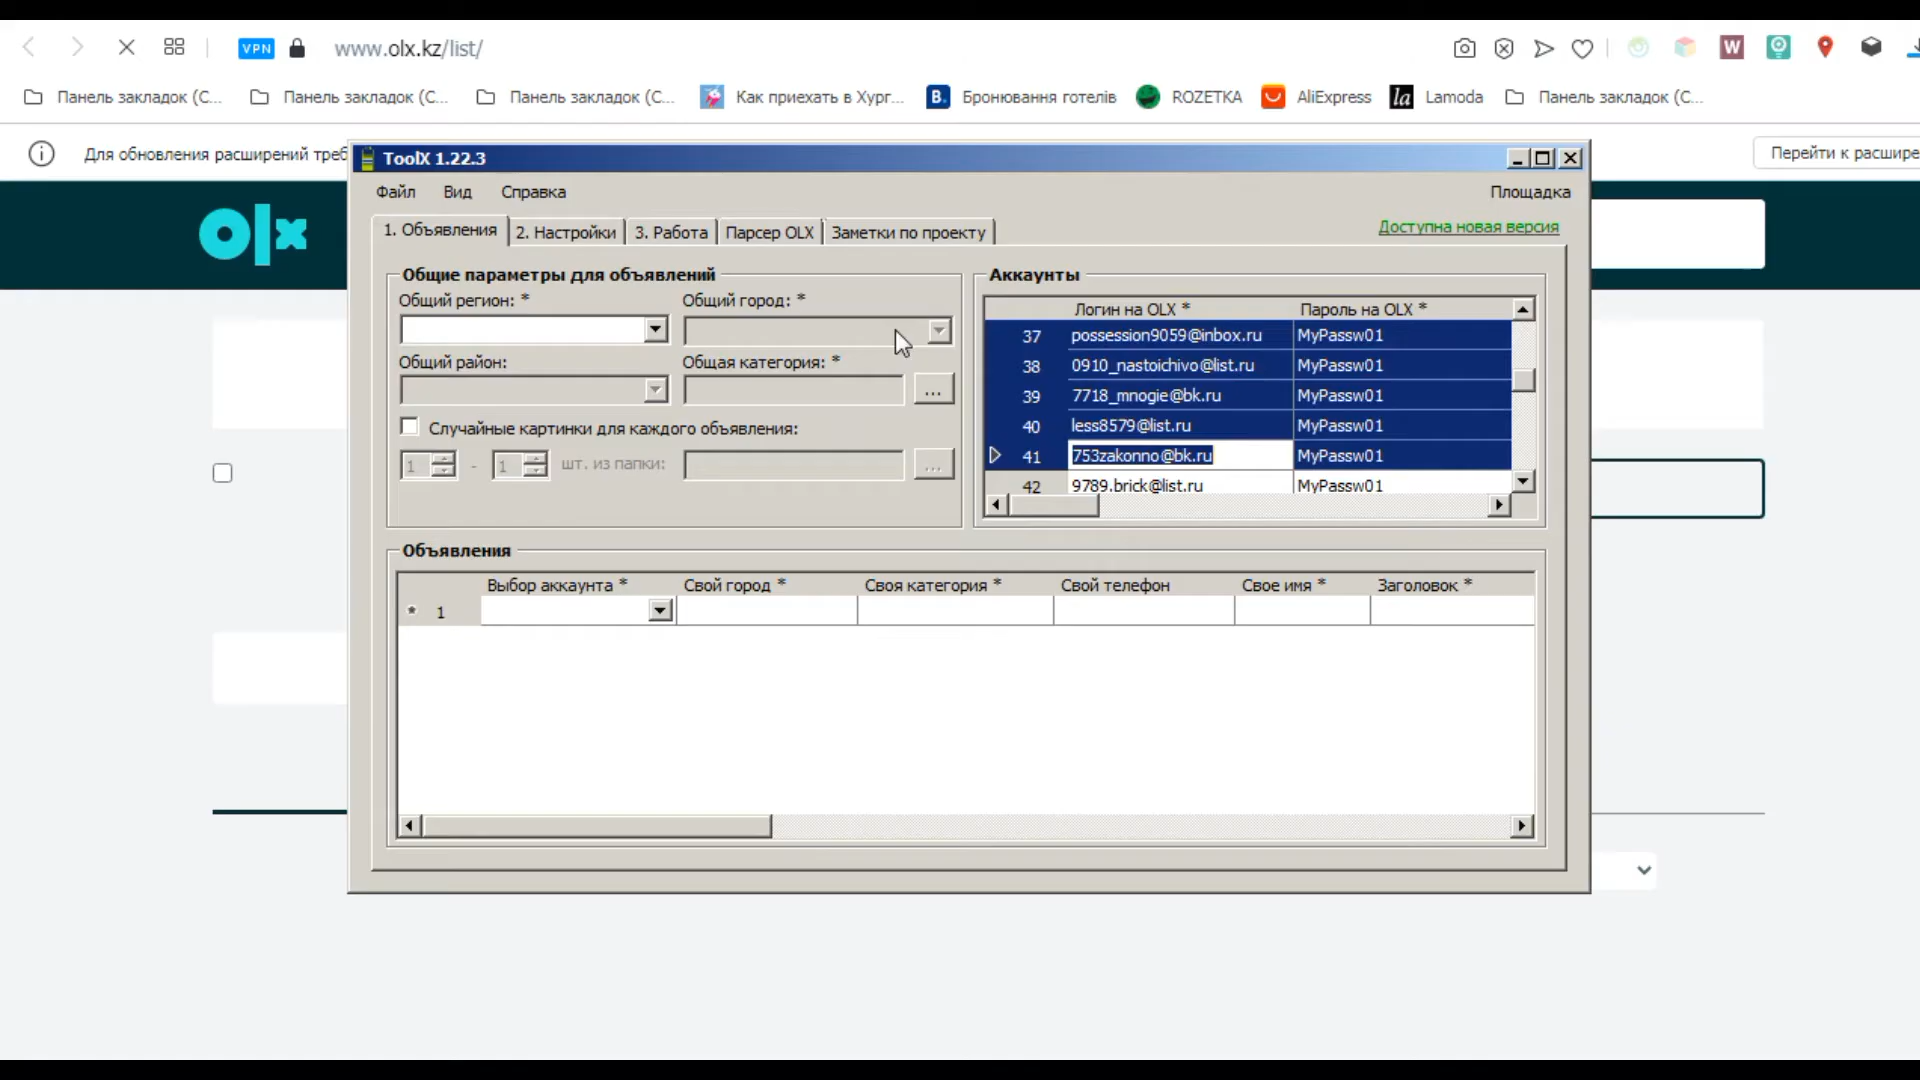 VPN www.olx.kz/list/ W
Панель закладок (С... Панель закладок (С... Панель закладок (С... Как приехать в Хург... B. Бронювання готелів ROZETKA AliExpress la Lamoda Панель закладок (С...
Для обновления расширений треб
Перейти к расшире
olx
ToolX 1.22.3
Файл Вид Справка Площадка
1. Объявления 2. Настройки 3. Работа Парсер OLX Заметки по проекту Доступна новая версия
Общие параметры для объявлений
Общий регион: * Общий город: *
Общий район: Общая категория: *
...
Случайные картинки для каждого объявления:
1 - 1 шт. из папки: ...
Аккаунты
Логин на OLX * Пароль на OLX *
37 possession9059@inbox.ru MyPassw01
38 0910_nastoichivo@list.ru MyPassw01
39 7718_mnogie@bk.ru MyPassw01
40 less8579@list.ru MyPassw01
41 753zakonno@bk.ru MyPassw01
42 9789.brick@list.ru MyPassw01
Объявления
Выбор аккаунта * Свой город * Своя категория * Свой телефон Свое имя * Заголовок *
* 1